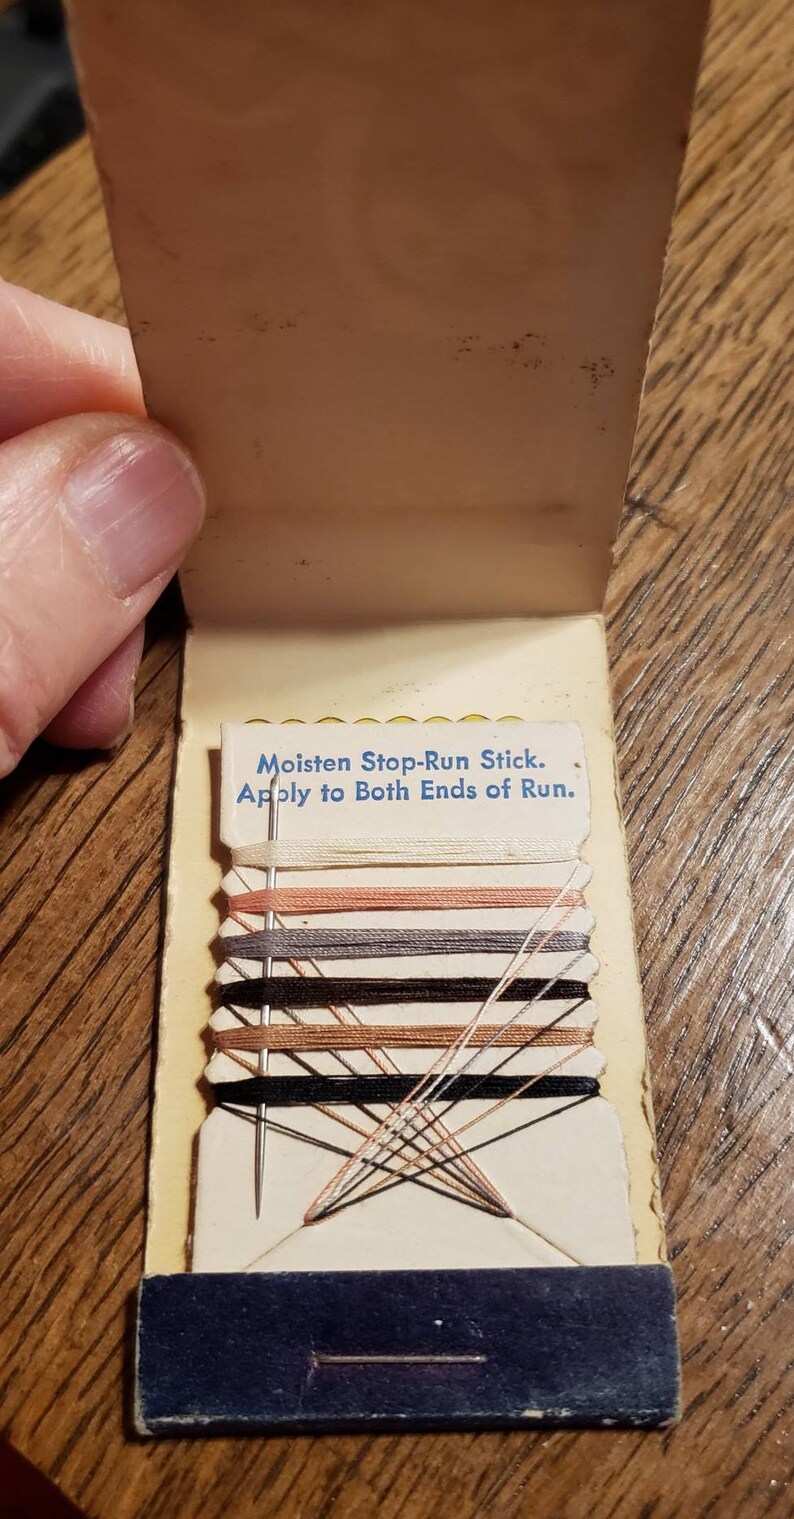 Moisten Stop-Run Stick.
Apply to Both Ends of Run.